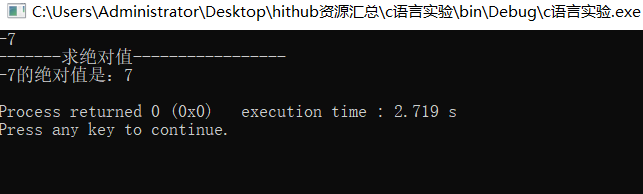 C:\Users\Administrator\Desktop\hithub资源汇总\c语言实验\bin\Debug\c语言实验.exe
-7
-------求绝对值-----------------
-7的绝对值是：7
Process returned 0 (0x0)   execution time : 2.719 s
Press any key to continue.